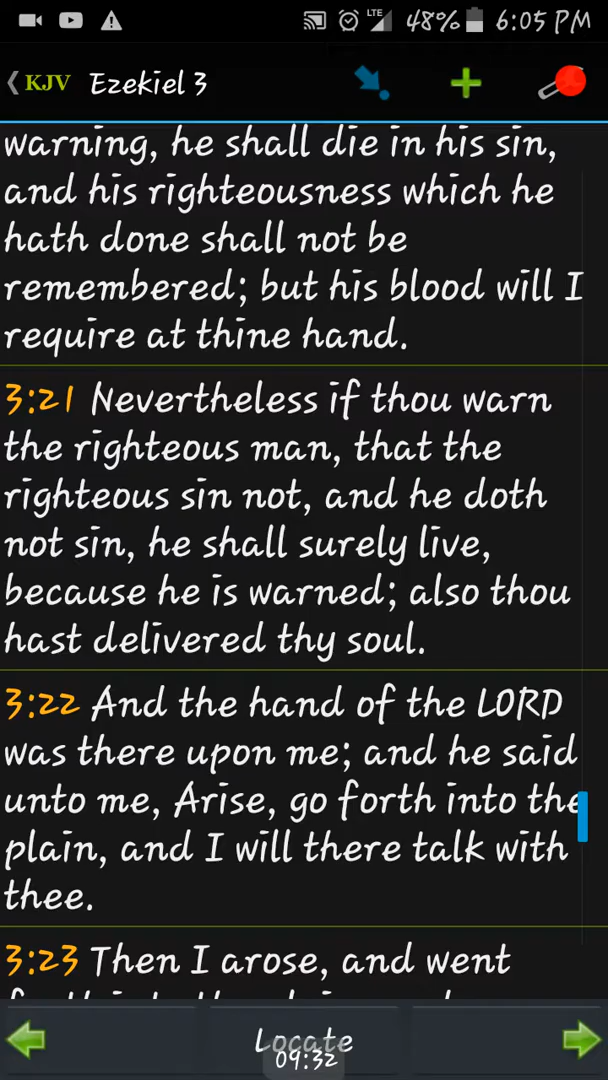 LTE 48% 6:05 PM
KJV Ezekiel 3
warning, he shall die in his sin,
and his righteousness which he
hath done shall not be
remembered; but his blood will I
require at thine hand.
3:21 Nevertheless if thou warn
the righteous man, that the
righteous sin not, and he doth
not sin, he shall surely live,
because he is warned; also thou
hast delivered thy soul.
3:22 And the hand of the LORD
was there upon me; and he said
unto me, Arise, go forth into the
plain, and I will there talk with
thee.
3:23 Then I arose, and went
Locate
09:32